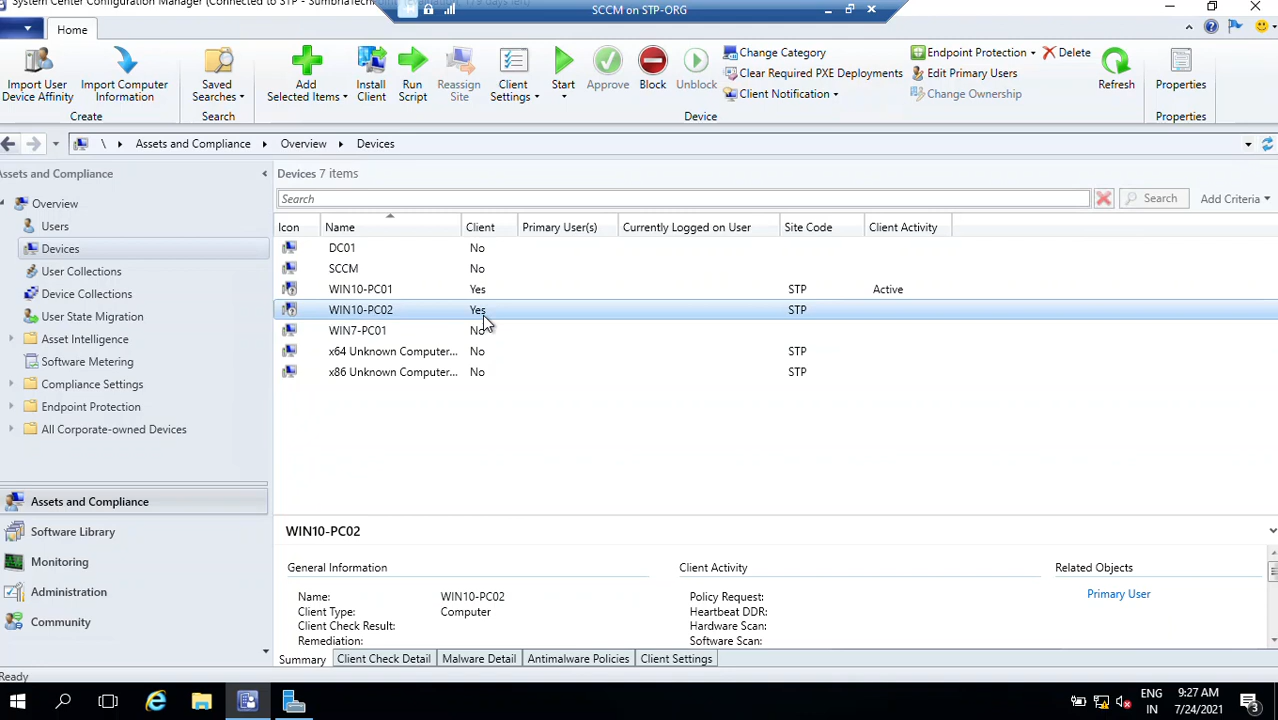 System Center Configuration Manager (Connected to STP -
SCCM on STP-ORG
Home
Import User Device Affinity
Import Computer Information
Create
Saved Searches
Search
Add Selected Items
Install Client
Run Script
Reassign Site
Client Settings
Start
Approve
Block
Unblock
Change Category
Clear Required PXE Deployments
Client Notification
Device
Endpoint Protection
Edit Primary Users
Change Ownership
Delete
Refresh
Properties
Properties
\ Assets and Compliance Overview Devices
Assets and Compliance
Overview
Users
Devices
User Collections
Device Collections
User State Migration
Asset Intelligence
Software Metering
Compliance Settings
Endpoint Protection
All Corporate-owned Devices
Assets and Compliance
Software Library
Monitoring
Administration
Community
Devices 7 items
Search
Search
Add Criteria
Icon Name Client Primary User(s) Currently Logged on User Site Code Client Activity
DC01 No
SCCM No
WIN10-PC01 Yes STP Active
WIN10-PC02 Yes STP
WIN7-PC01 No
x64 Unknown Computer... No STP
x86 Unknown Computer... No STP
WIN10-PC02
General Information
Name: WIN10-PC02
Client Type: Computer
Client Check Result:
Remediation:
Client Activity
Policy Request:
Heartbeat DDR:
Hardware Scan:
Software Scan:
Related Objects
Primary User
Summary Client Check Detail Malware Detail Antimalware Policies Client Settings
Ready
ENG
IN
9:27 AM
7/24/2021
3